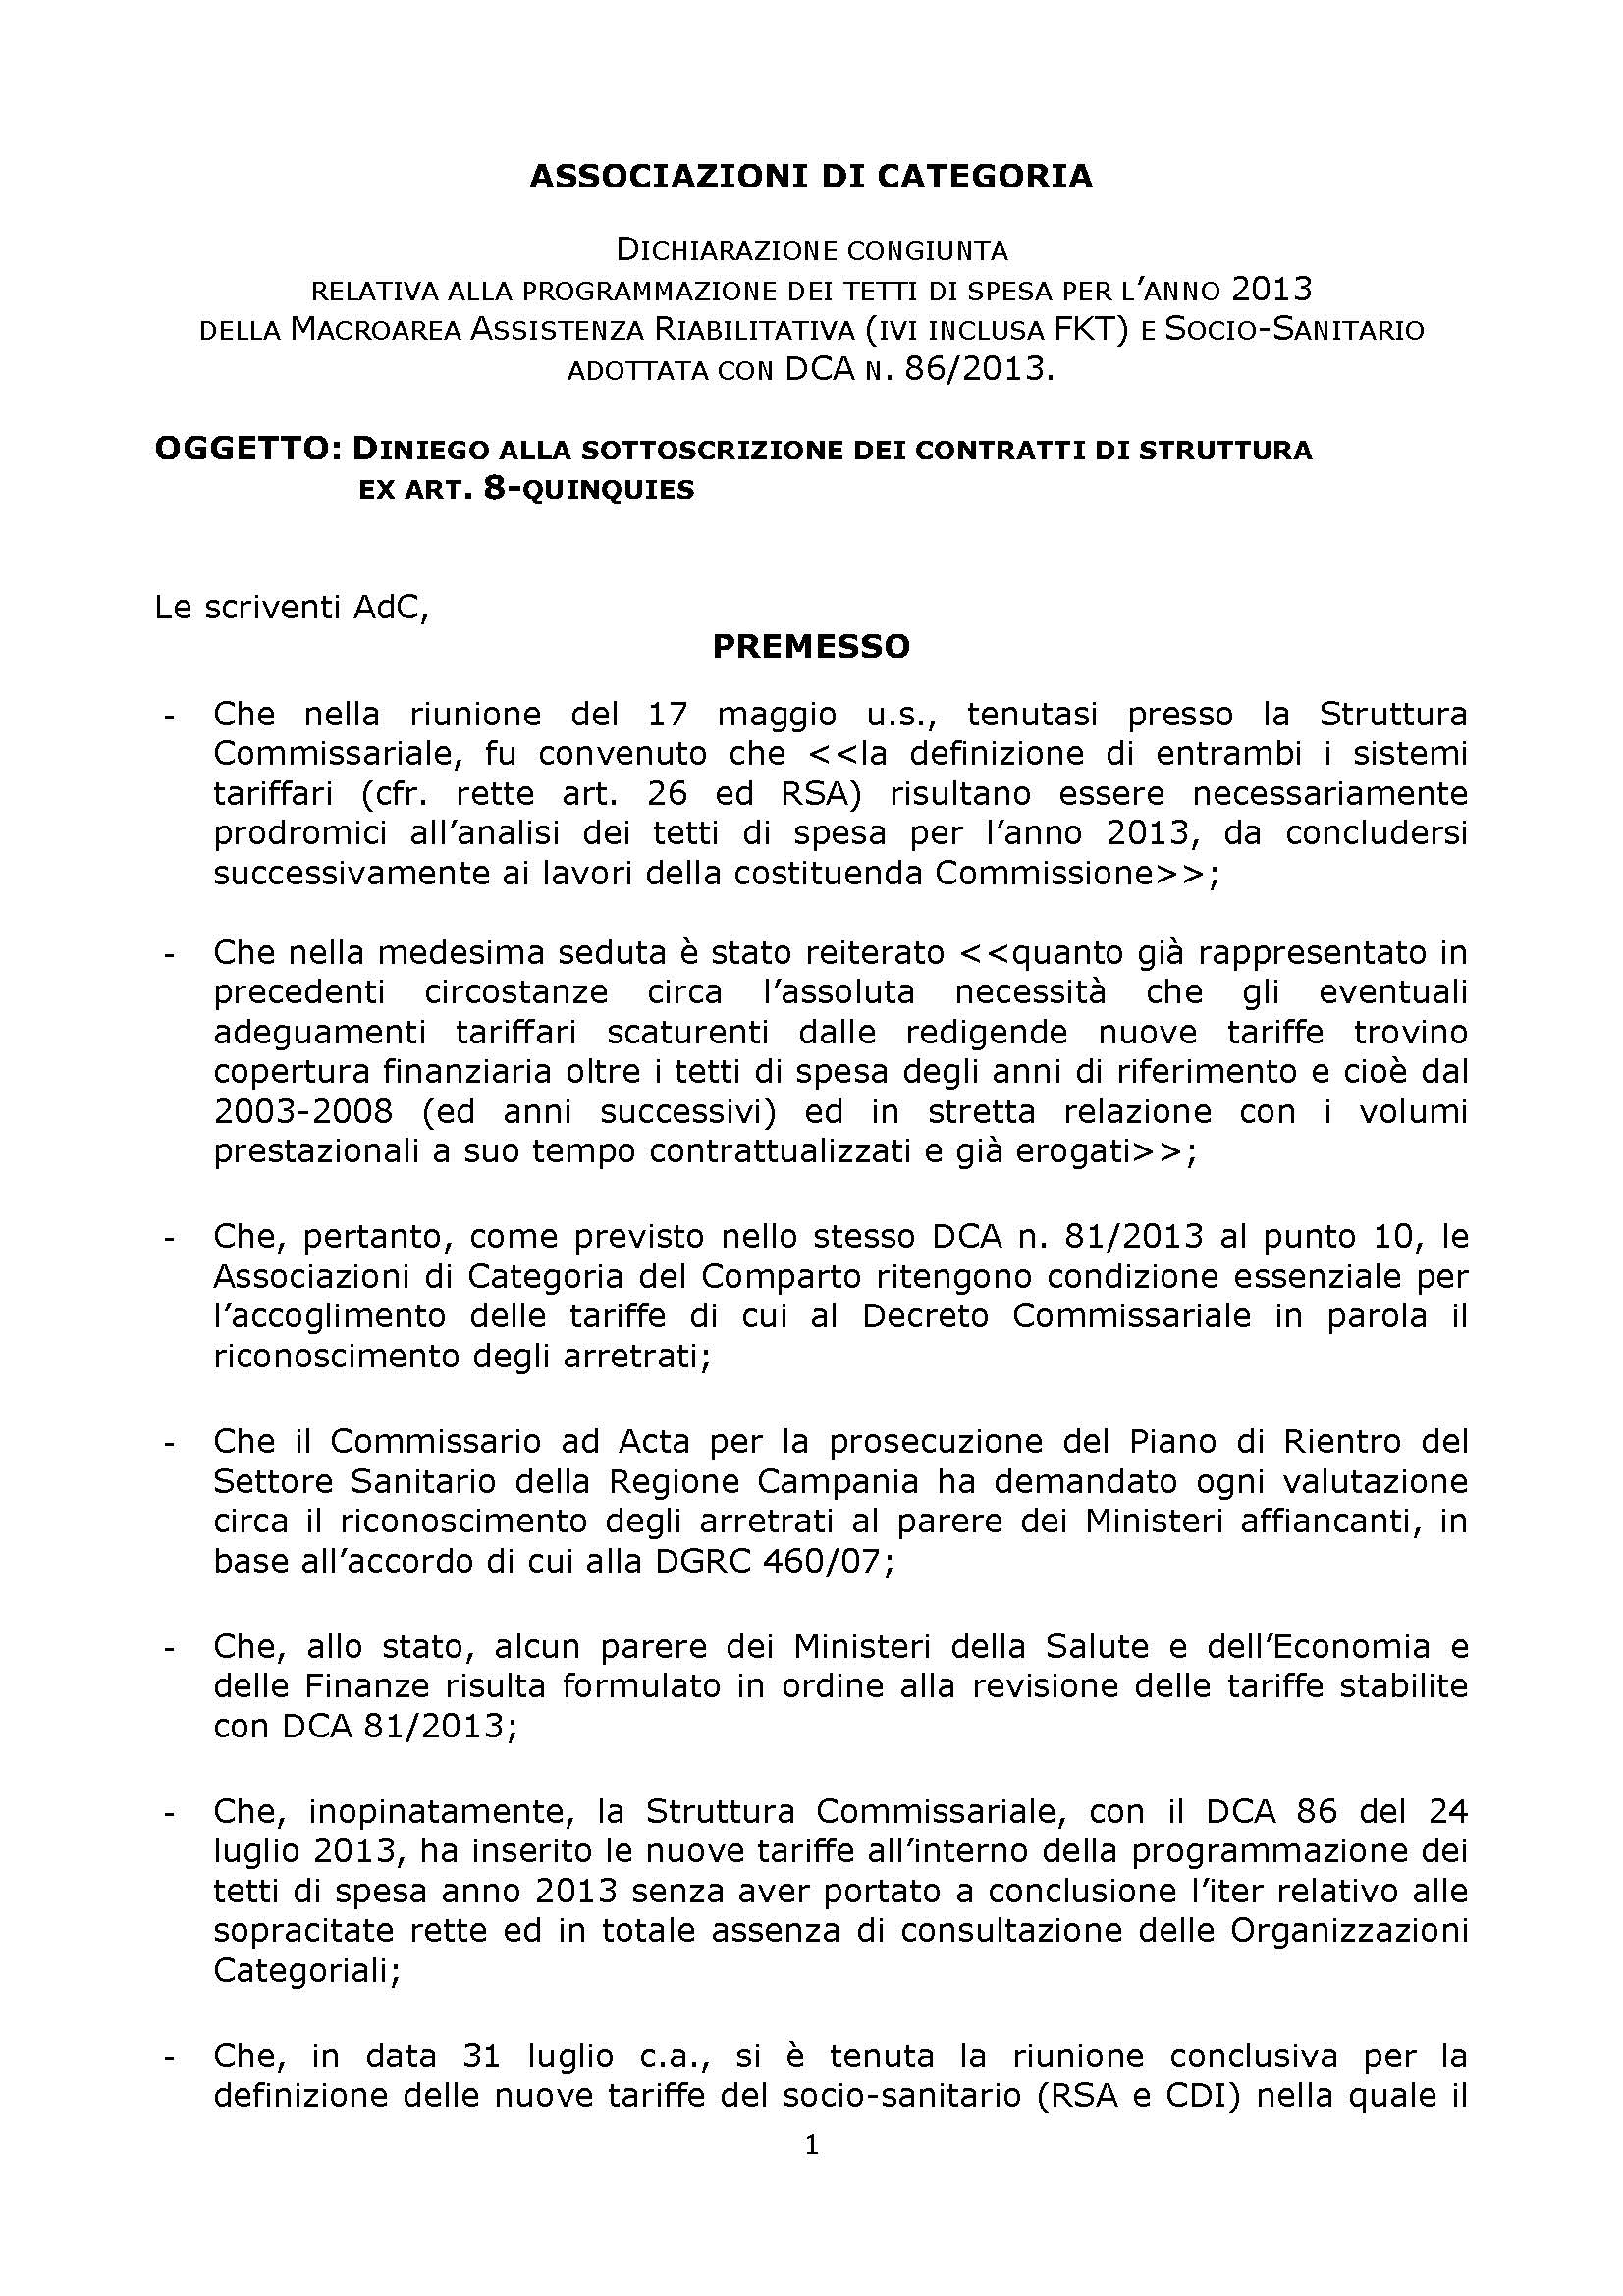 ASSOCIAZIONI DI CATEGORIA
DICHIARAZIONE CONGIUNTA
RELATIVA ALLA PROGRAMMAZIONE DEI TETTI DI SPESA PER L'ANNO 2013
DELLA MACROAREA ASSISTENZA RIABILITATIVA (IVI INCLUSA FKT) E SOCIO-SANITARIO
ADOTTATA CON DCA N. 86/2013.
OGGETTO: DINIEGO ALLA SOTTOSCRIZIONE DEI CONTRATTI DI STRUTTURA
EX ART. 8-QUINQUIES
Le scriventi AdC,
PREMESSO
- Che nella riunione del 17 maggio u.s., tenutasi presso la Struttura
Commissariale, fu convenuto che <<la definizione di entrambi i sistemi
tariffari (cfr. rette art. 26 ed RSA) risultano essere necessariamente
prodromici all'analisi dei tetti di spesa per l'anno 2013, da concludersi
successivamente ai lavori della costituenda Commissione>>;
- Che nella medesima seduta è stato reiterato <<quanto già rappresentato in
precedenti circostanze circa l'assoluta necessità che gli eventuali
adeguamenti tariffari scaturenti dalle redigende nuove tariffe trovino
copertura finanziaria oltre i tetti di spesa degli anni di riferimento e cioè dal
2003-2008 (ed anni successivi) ed in stretta relazione con i volumi
prestazionali a suo tempo contrattualizzati e già erogati>>;
- Che, pertanto, come previsto nello stesso DCA n. 81/2013 al punto 10, le
Associazioni di Categoria del Comparto ritengono condizione essenziale per
l'accoglimento delle tariffe di cui al Decreto Commissariale in parola il
riconoscimento degli arretrati;
- Che il Commissario ad Acta per la prosecuzione del Piano di Rientro del
Settore Sanitario della Regione Campania ha demandato ogni valutazione
circa il riconoscimento degli arretrati al parere dei Ministeri affiancanti, in
base all'accordo di cui alla DGRC 460/07;
- Che, allo stato, alcun parere dei Ministeri della Salute e dell'Economia e
delle Finanze risulta formulato in ordine alla revisione delle tariffe stabilite
con DCA 81/2013;
- Che, inopinatamente, la Struttura Commissariale, con il DCA 86 del 24
luglio 2013, ha inserito le nuove tariffe all'interno della programmazione dei
tetti di spesa anno 2013 senza aver portato a conclusione l'iter relativo alle
sopracitate rette ed in totale assenza di consultazione delle Organizzazioni
Categoriali;
- Che, in data 31 luglio c.a., si è tenuta la riunione conclusiva per la
definizione delle nuove tariffe del socio-sanitario (RSA e CDI) nella quale il
1